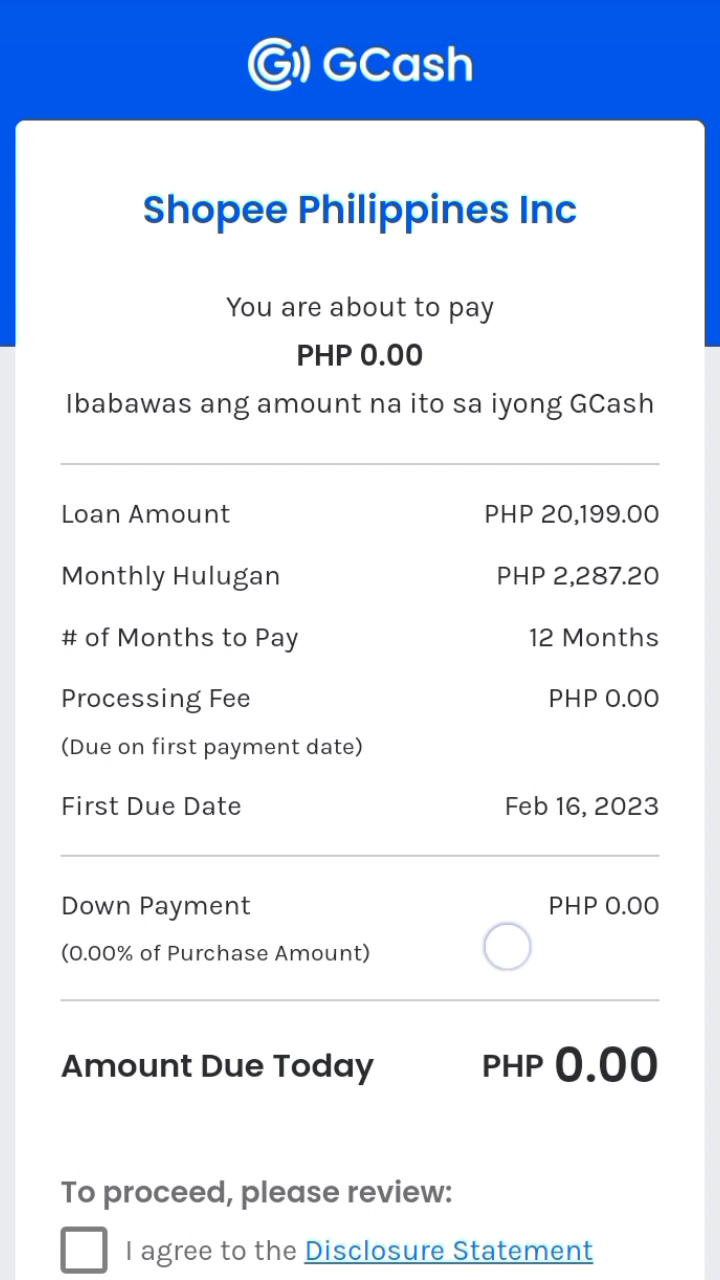 GCash
Shopee Philippines Inc
You are about to pay
PHP 0.00
Ibabawas ang amount na ito sa iyong GCash
Loan Amount PHP 20,199.00
Monthly Hulugan PHP 2,287.20
# of Months to Pay 12 Months
Processing Fee PHP 0.00
(Due on first payment date)
First Due Date Feb 16, 2023
Down Payment PHP 0.00
(0.00% of Purchase Amount)
Amount Due Today PHP 0.00
To proceed, please review:
I agree to the Disclosure Statement